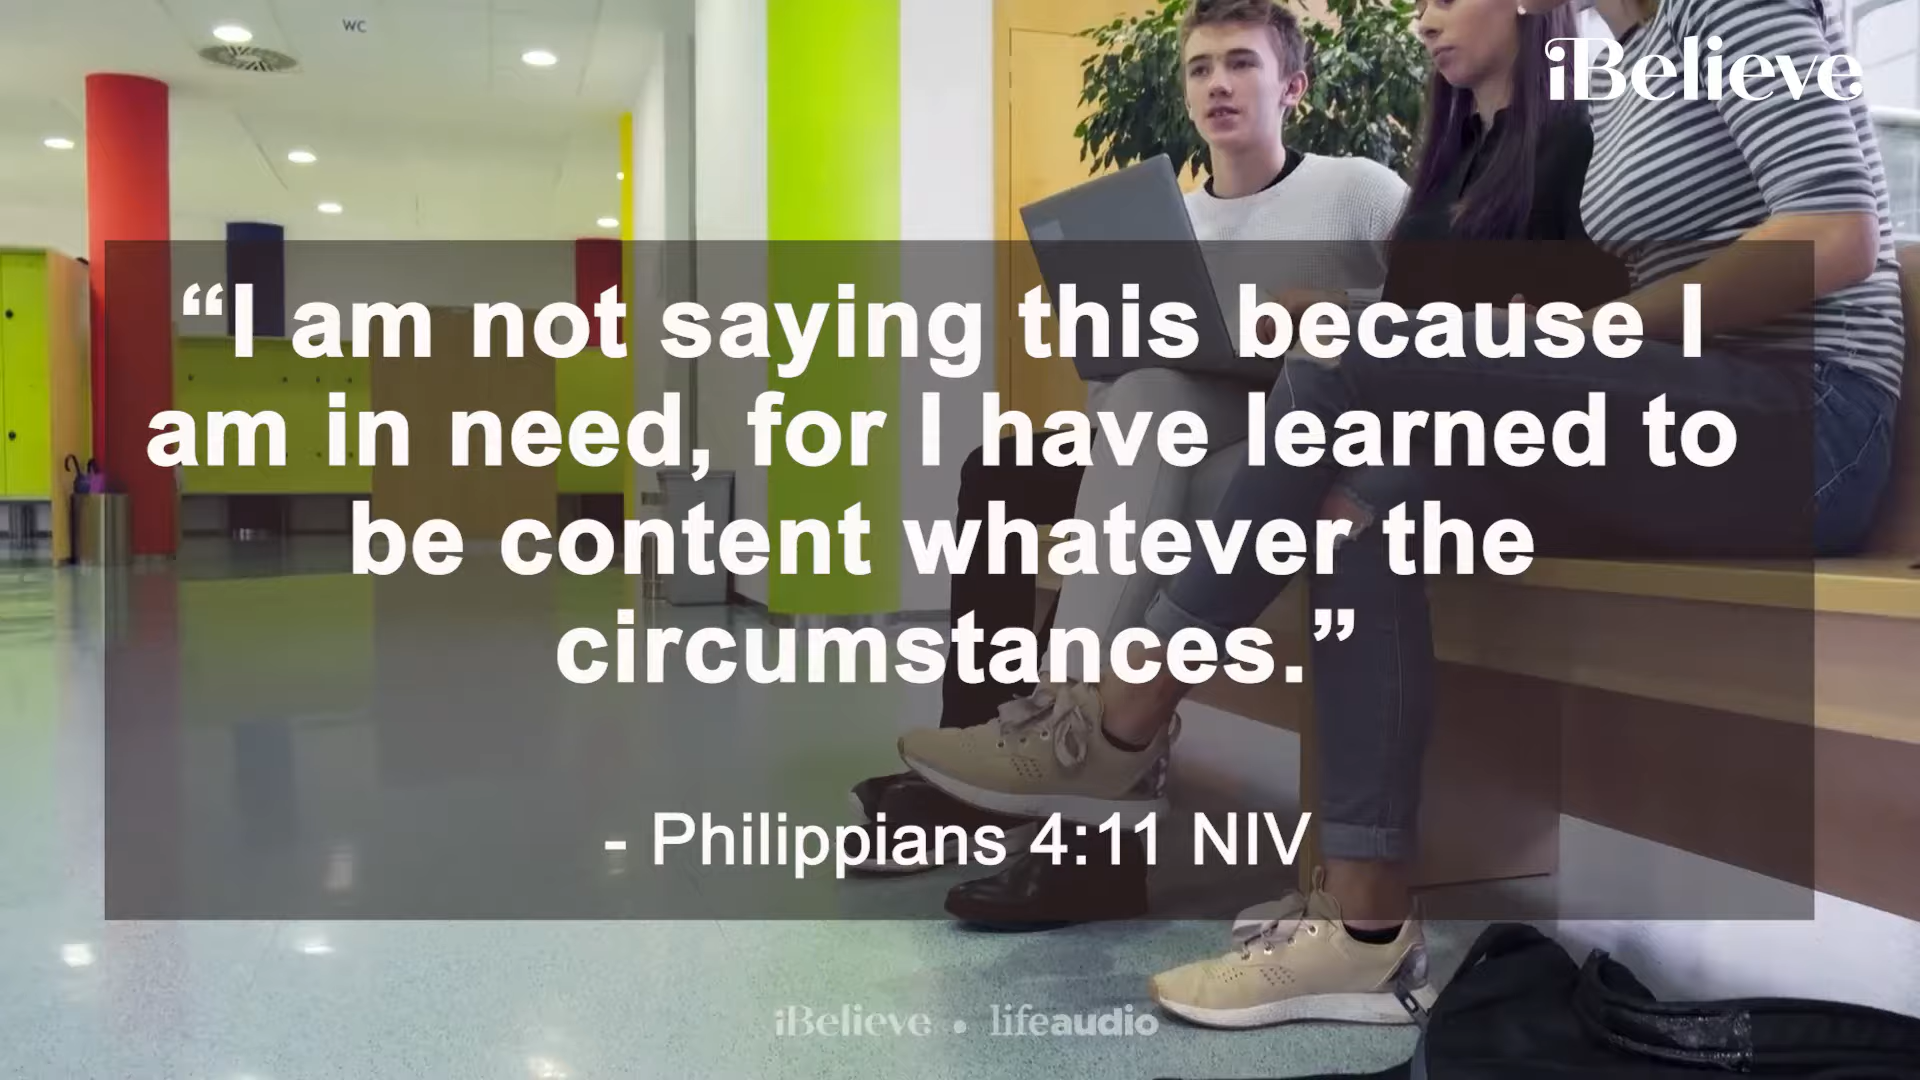 WC
iBelieve
“I am not saying this because I
am in need, for I have learned to
be content whatever the
circumstances.”
- Philippians 4:11 NIV
iBelieve • lifeaudio